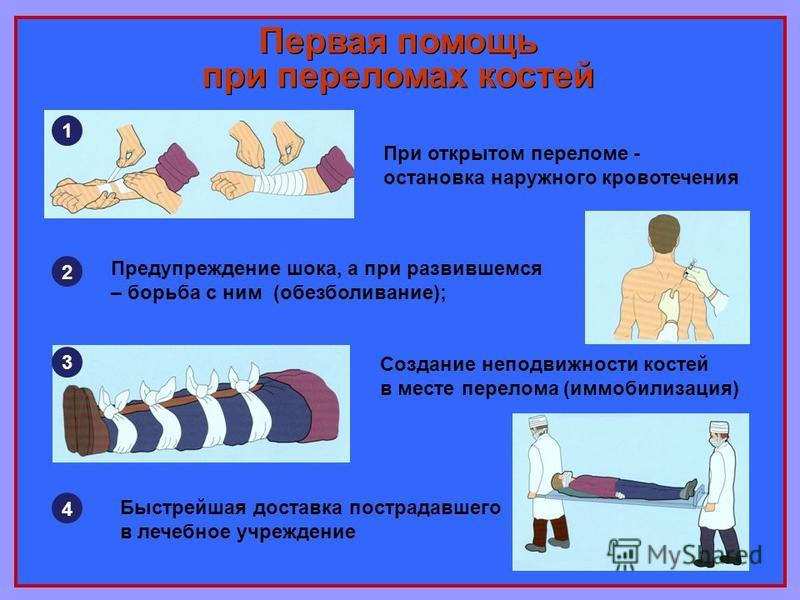 Первая помощь
при переломах костей
1
При открытом переломе -
остановка наружного кровотечения
2
Предупреждение шока, а при развившемся
– борьба с ним (обезболивание);
3
Создание неподвижности костей
в месте перелома (иммобилизация)
4
Быстрейшая доставка пострадавшего
в лечебное учреждение
MyShared